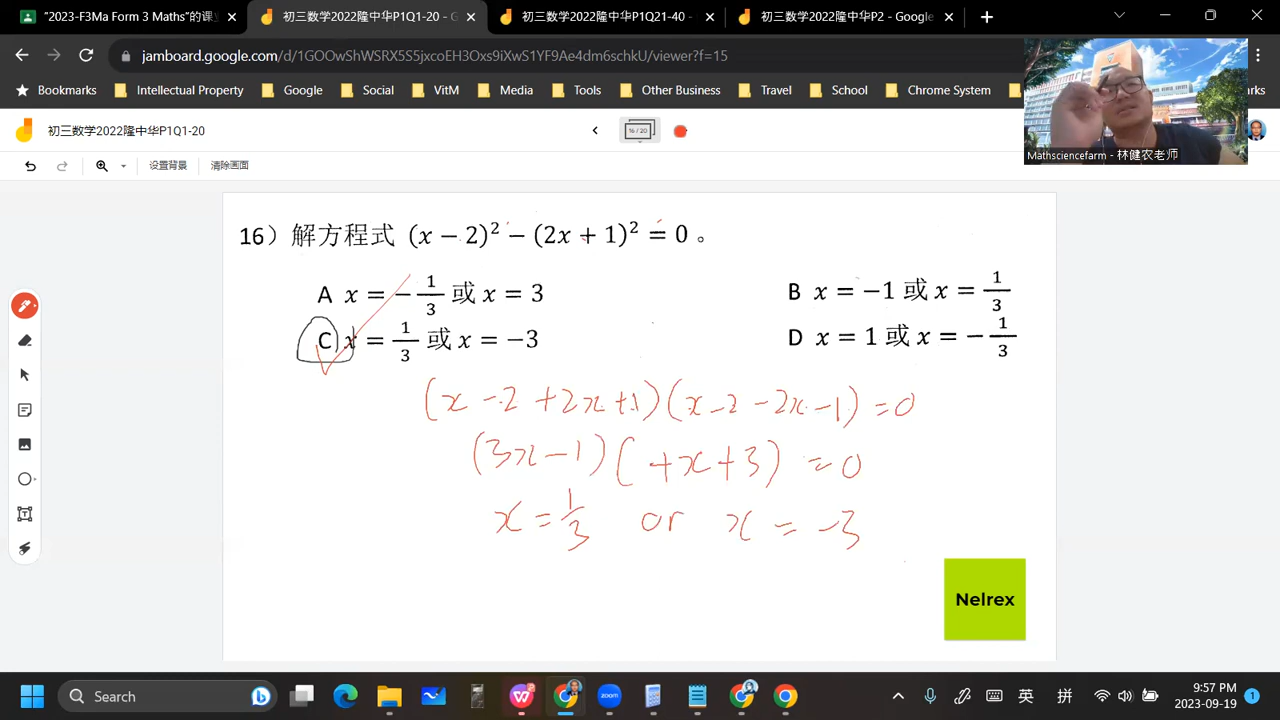 "2023-F3Ma Form 3 Maths"的课
初三数学2022隆中华P1Q1-20 - G
初三数学2022隆中华P1Q21-40 -
初三数学2022隆中华P2 - Google
jamboard.google.com/d/1GOOwShWSRX5S5jxcoEH3Oxs9iXwS1YF9Ae4dm6schkU/viewer?f=15
Bookmarks Intellectual Property Google Social VitM Media Tools Other Business Travel School Chrome System
初三数学2022隆中华P1Q1-20
16 / 20
Mathsciencefarm - 林健农老师
设置背景 清除画面
16）解方程式 (x − 2)² − (2x + 1)² = 0 。
A x = −1/3 或 x = 3
B x = −1 或 x = 1/3
C x = 1/3 或 x = −3
D x = 1 或 x = −1/3
(x -2 +2x+1)(x-2 -2x-1) =0
(3x-1)(+x+3) =0
x = 1/3 or x = -3
Nelrex
Search
英 拼
9:57 PM
2023-09-19
1